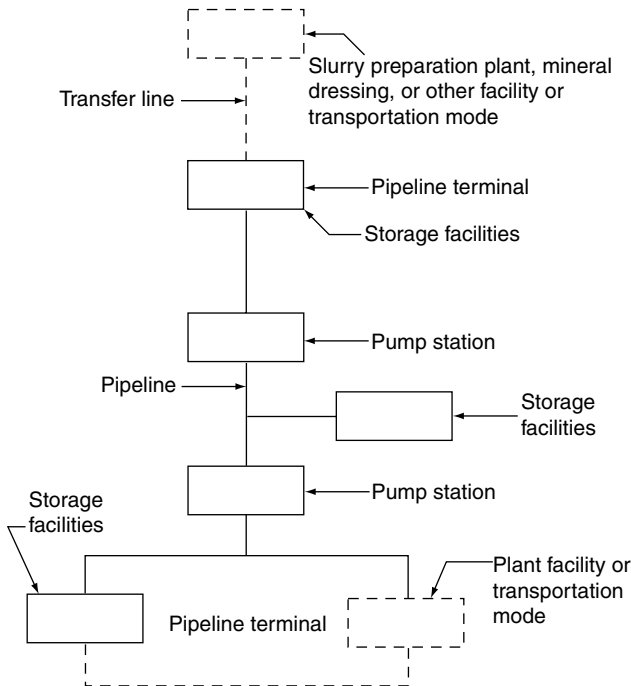 Slurry preparation plant, mineral
dressing, or other facility or
transportation mode
Transfer line
Pipeline terminal
Storage facilities
Pump station
Pipeline
Storage
facilities
Pump station
Storage
facilities
Plant facility or
transportation
mode
Pipeline terminal